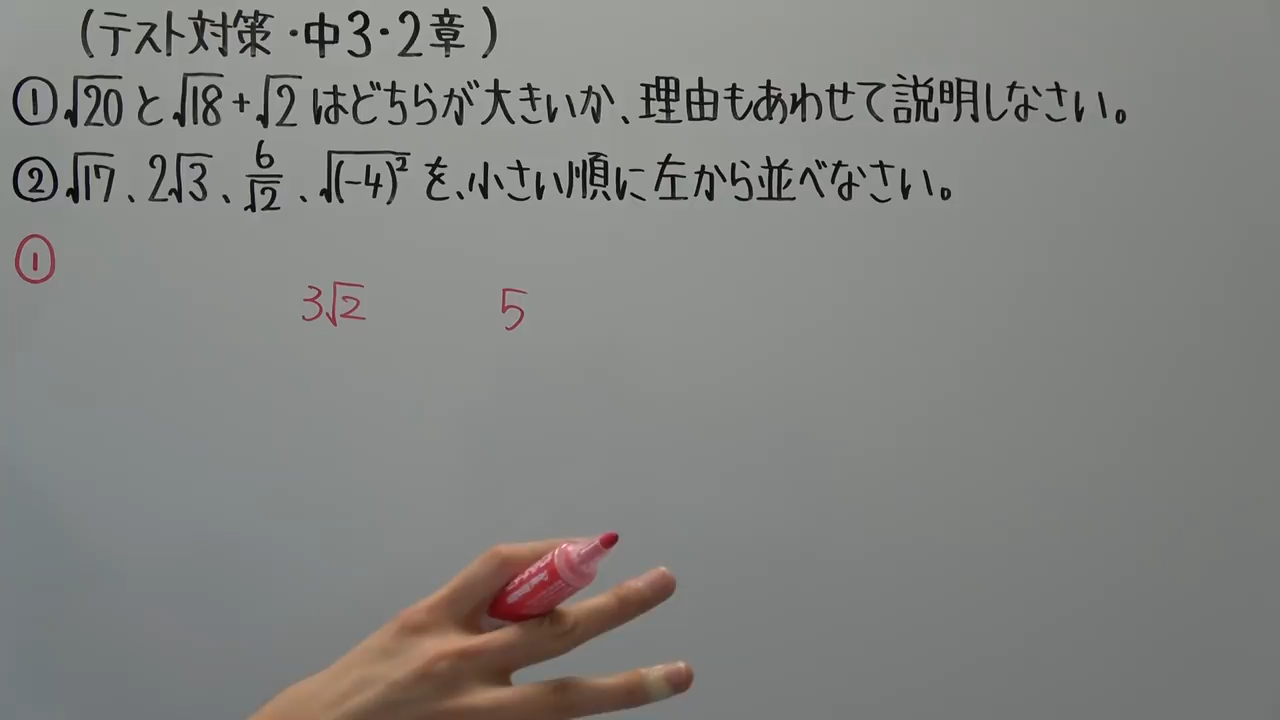 (テスト対策・中3・2章)
①√20と√18+√2はどちらが大きいか、理由もあわせて説明しなさい。
②√17、2√3、6/√2、√(-4)²を、小さい順に左から並べなさい。
①
3√2 5